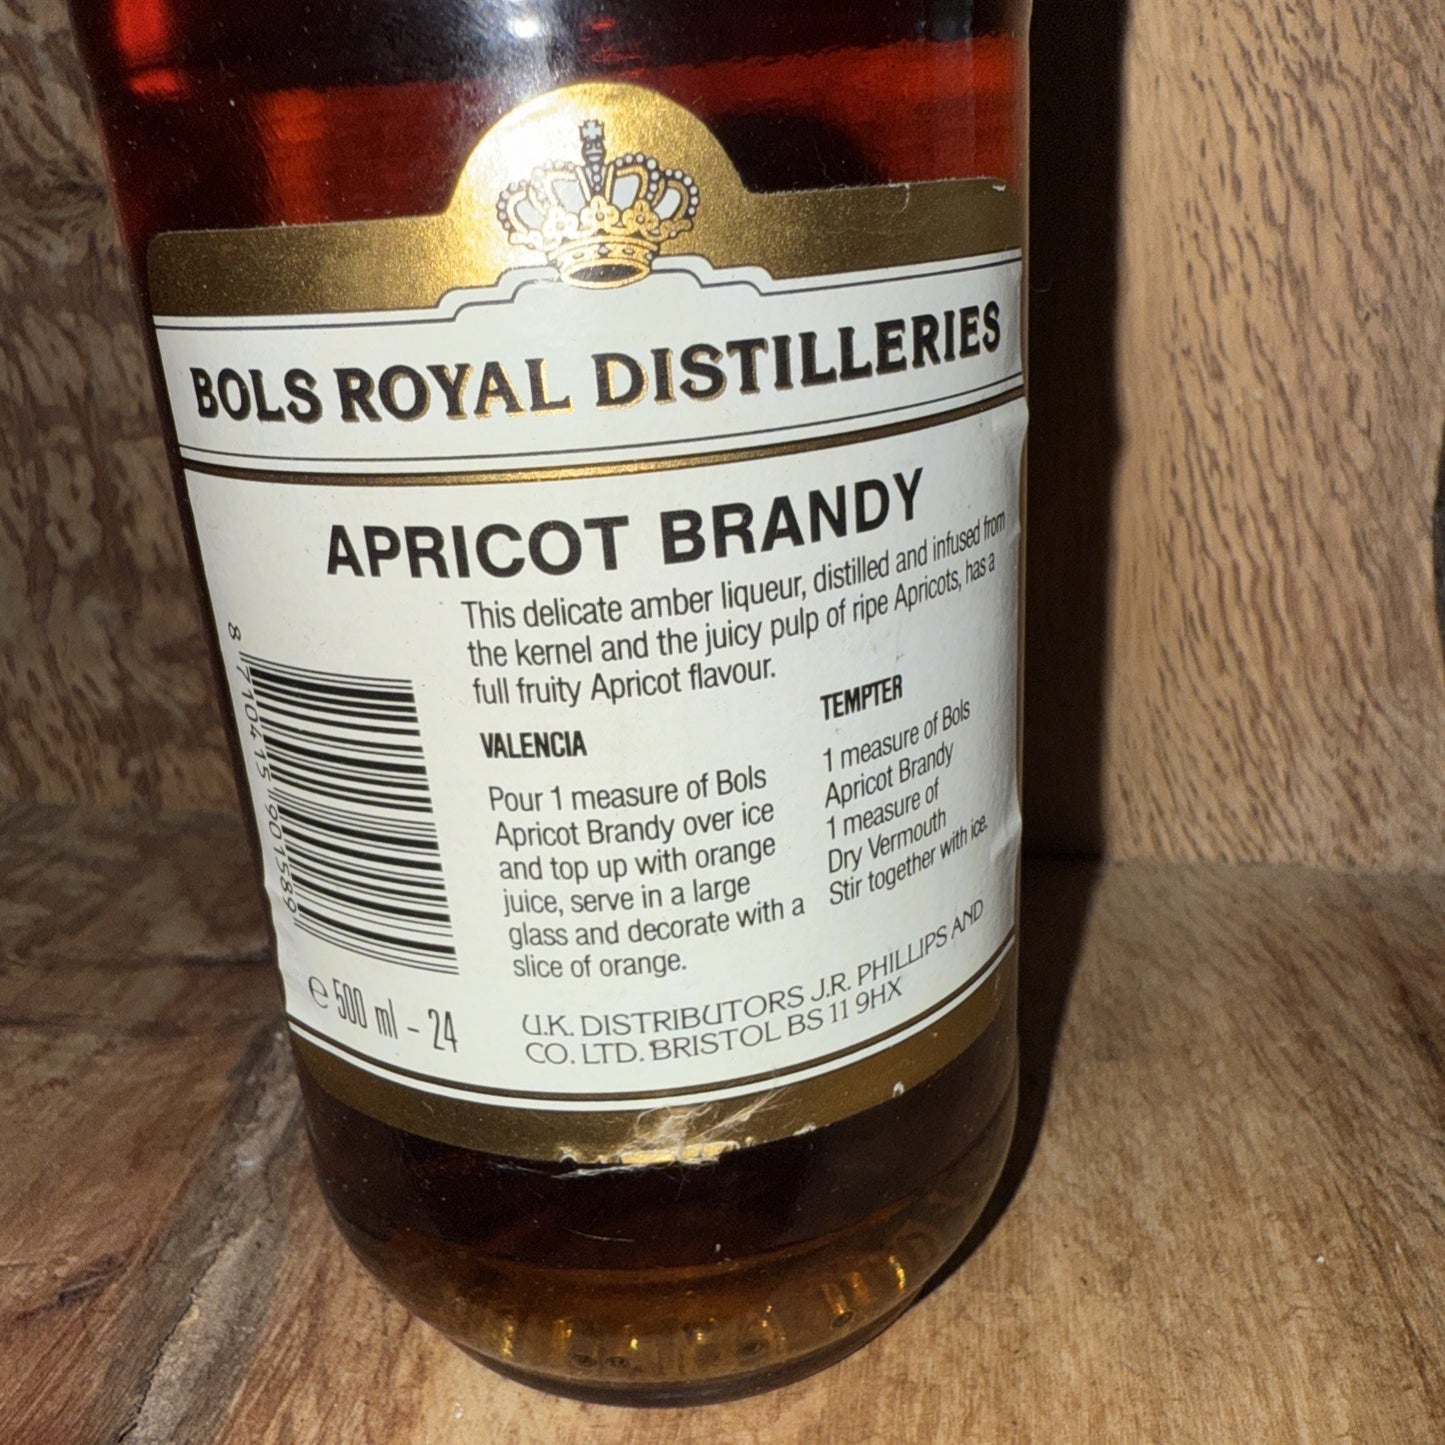 BOLS ROYAL DISTILLERIES
APRICOT BRANDY
This delicate amber liqueur, distilled and infused from
the kernel and the juicy pulp of ripe Apricots, has a
full fruity Apricot flavour.
VALENCIA
Pour 1 measure of Bols
Apricot Brandy over ice
and top up with orange
juice, serve in a large
glass and decorate with a
slice of orange.
TEMPTER
1 measure of Bols
Apricot Brandy
1 measure of
Dry Vermouth
Stir together with ice.
8 710415 901589
e 500 ml - 24
U.K. DISTRIBUTORS J.R. PHILLIPS AND
CO. LTD. BRISTOL BS 11 9HX